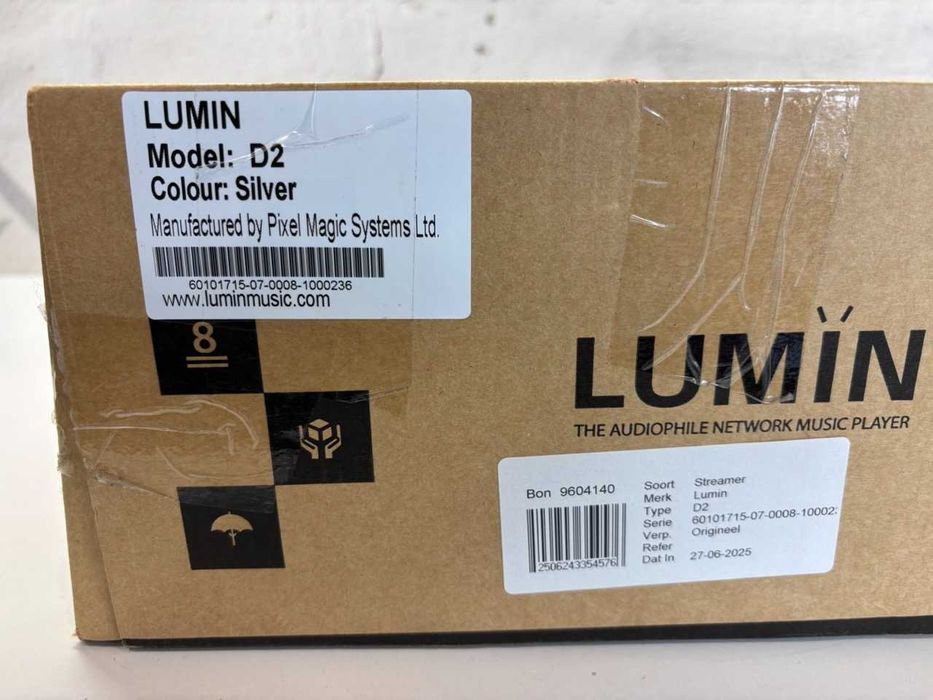 LUMIN
Model: D2
Colour: Silver
Manufactured by Pixel Magic Systems Ltd.
60101715-07-0008-1000236
www.luminmusic.com
8
LUMÏN
THE AUDIOPHILE NETWORK MUSIC PLAYER
Bon 9604140
2506243354576
Soort Streamer
Merk Lumin
Type D2
Serie 60101715-07-0008-10002
Verp. Origineel
Refer
Dat In 27-06-2025